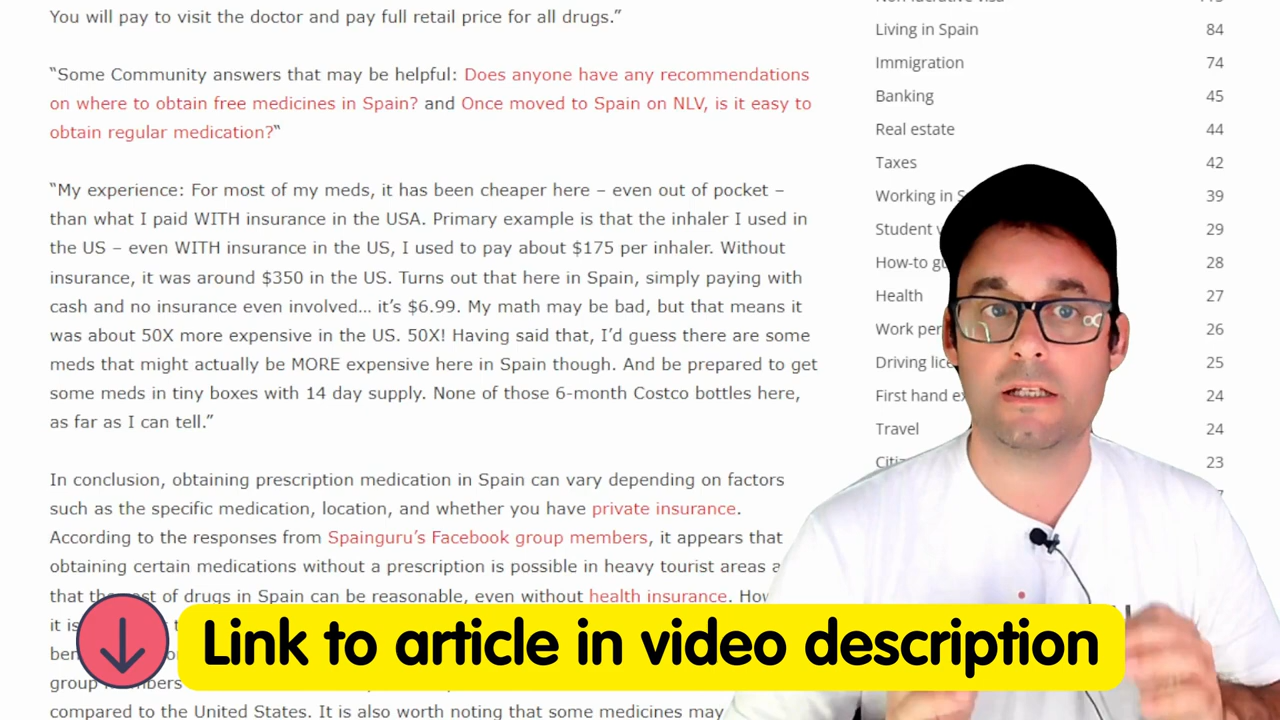 You will pay to visit the doctor and pay full retail price for all drugs.”
“Some Community answers that may be helpful: Does anyone have any recommendations
on where to obtain free medicines in Spain? and Once moved to Spain on NLV, is it easy to
obtain regular medication?“
“My experience: For most of my meds, it has been cheaper here – even out of pocket –
than what I paid WITH insurance in the USA. Primary example is that the inhaler I used in
the US – even WITH insurance in the US, I used to pay about $175 per inhaler. Without
insurance, it was around $350 in the US. Turns out that here in Spain, simply paying with
cash and no insurance even involved… it’s $6.99. My math may be bad, but that means it
was about 50X more expensive in the US. 50X! Having said that, I’d guess there are some
meds that might actually be MORE expensive here in Spain though. And be prepared to get
some meds in tiny boxes with 14 day supply. None of those 6-month Costco bottles here,
as far as I can tell.”
In conclusion, obtaining prescription medication in Spain can vary depending on factors
such as the specific medication, location, and whether you have private insurance.
According to the responses from Spainguru’s Facebook group members, it appears that
obtaining certain medications without a prescription is possible in heavy tourist areas
that the of drugs in Spain can be reasonable, even without health insurance.
it is
group
compared to the United States. It is also worth noting that some medicines may
Living in Spain 84
Immigration 74
Banking 45
Real estate 44
Taxes 42
Working in 39
Student 29
How-to 28
Health 27
Work 26
Driving 25
First hand 24
Travel 24
23
Link to article in video description